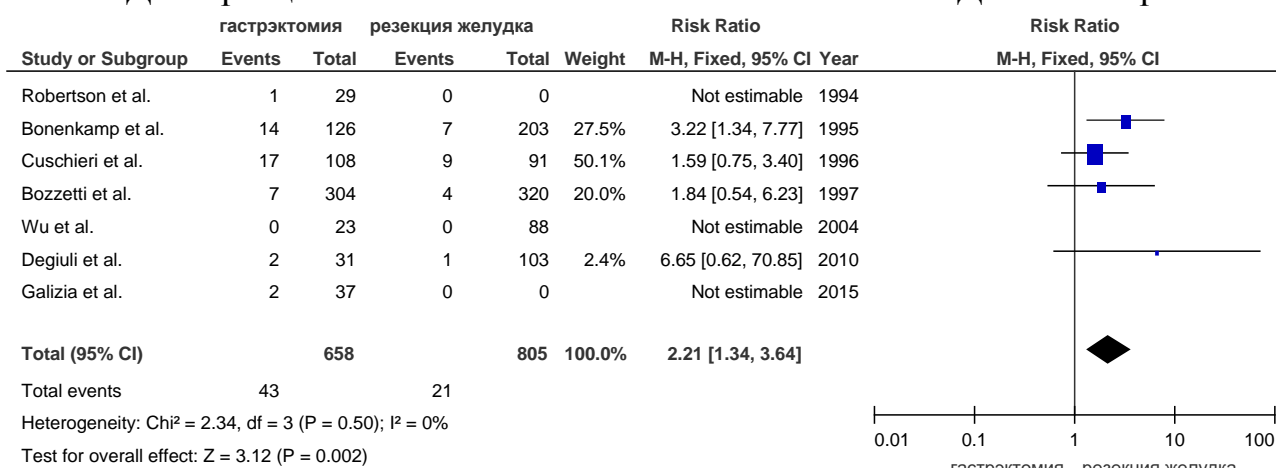 гастрэктомия резекция желудка Risk Ratio Risk Ratio
Study or Subgroup Events Total Events Total Weight M-H, Fixed, 95% CI Year M-H, Fixed, 95% CI
Robertson et al. 1 29 0 0 Not estimable 1994
Bonenkamp et al. 14 126 7 203 27.5% 3.22 [1.34, 7.77] 1995
Cuschieri et al. 17 108 9 91 50.1% 1.59 [0.75, 3.40] 1996
Bozzetti et al. 7 304 4 320 20.0% 1.84 [0.54, 6.23] 1997
Wu et al. 0 23 0 88 Not estimable 2004
Degiuli et al. 2 31 1 103 2.4% 6.65 [0.62, 70.85] 2010
Galizia et al. 2 37 0 0 Not estimable 2015
Total (95% CI) 658 805 100.0% 2.21 [1.34, 3.64]
Total events 43 21
Heterogeneity: Chi² = 2.34, df = 3 (P = 0.50); I² = 0%
Test for overall effect: Z = 3.12 (P = 0.002)
0.01 0.1 1 10 100
гастрэктомия резекция желудка